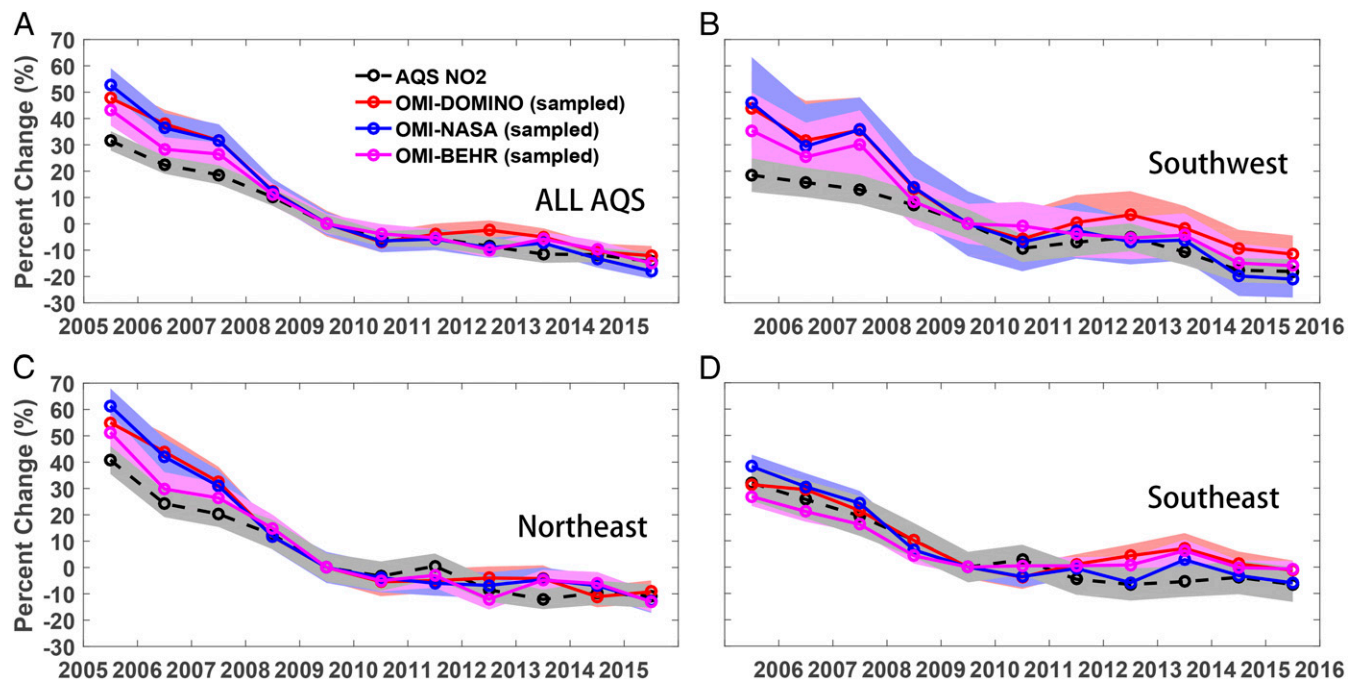 A
B
70
60
50
40
30
20
10
0
-10
-20
-30
Percent Change (%)
AQS NO2
OMI-DOMINO (sampled)
OMI-NASA (sampled)
OMI-BEHR (sampled)
ALL AQS
Southwest
2005 2006 2007 2008 2009 2010 2011 2012 2013 2014 2015
2006 2007 2008 2009 2010 2011 2012 2013 2014 2015 2016
C
D
70
60
50
40
30
20
10
0
-10
-20
-30
Percent Change (%)
Northeast
Southeast
2005 2006 2007 2008 2009 2010 2011 2012 2013 2014 2015
2006 2007 2008 2009 2010 2011 2012 2013 2014 2015 2016